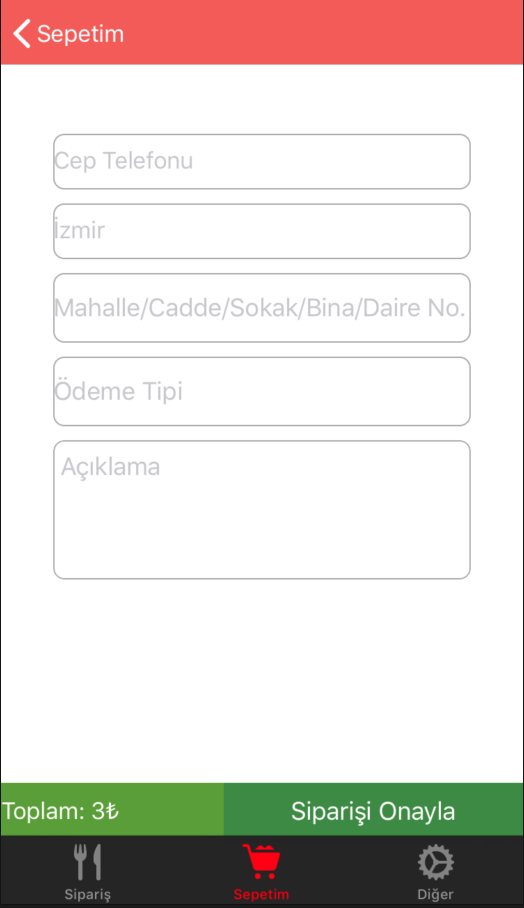 Sepetim
Cep Telefonu
İzmir
Mahalle/Cadde/Sokak/Bina/Daire No.
Ödeme Tipi
Açıklama
Toplam: 3₺
Siparişi Onayla
Sipariş
Sepetim
Diğer